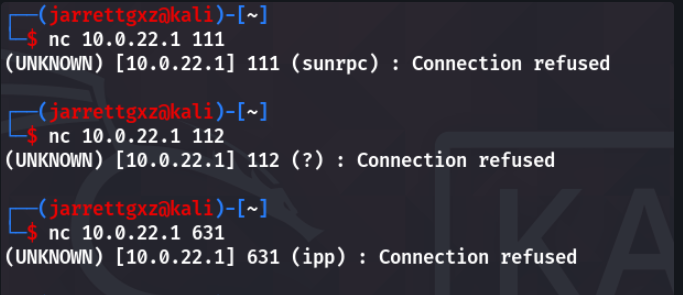 ┌──(jarrettgxz@kali)-[~]
└─$ nc 10.0.22.1 111
(UNKNOWN) [10.0.22.1] 111 (sunrpc) : Connection refused
┌──(jarrettgxz@kali)-[~]
└─$ nc 10.0.22.1 112
(UNKNOWN) [10.0.22.1] 112 (?) : Connection refused
┌──(jarrettgxz@kali)-[~]
└─$ nc 10.0.22.1 631
(UNKNOWN) [10.0.22.1] 631 (ipp) : Connection refused